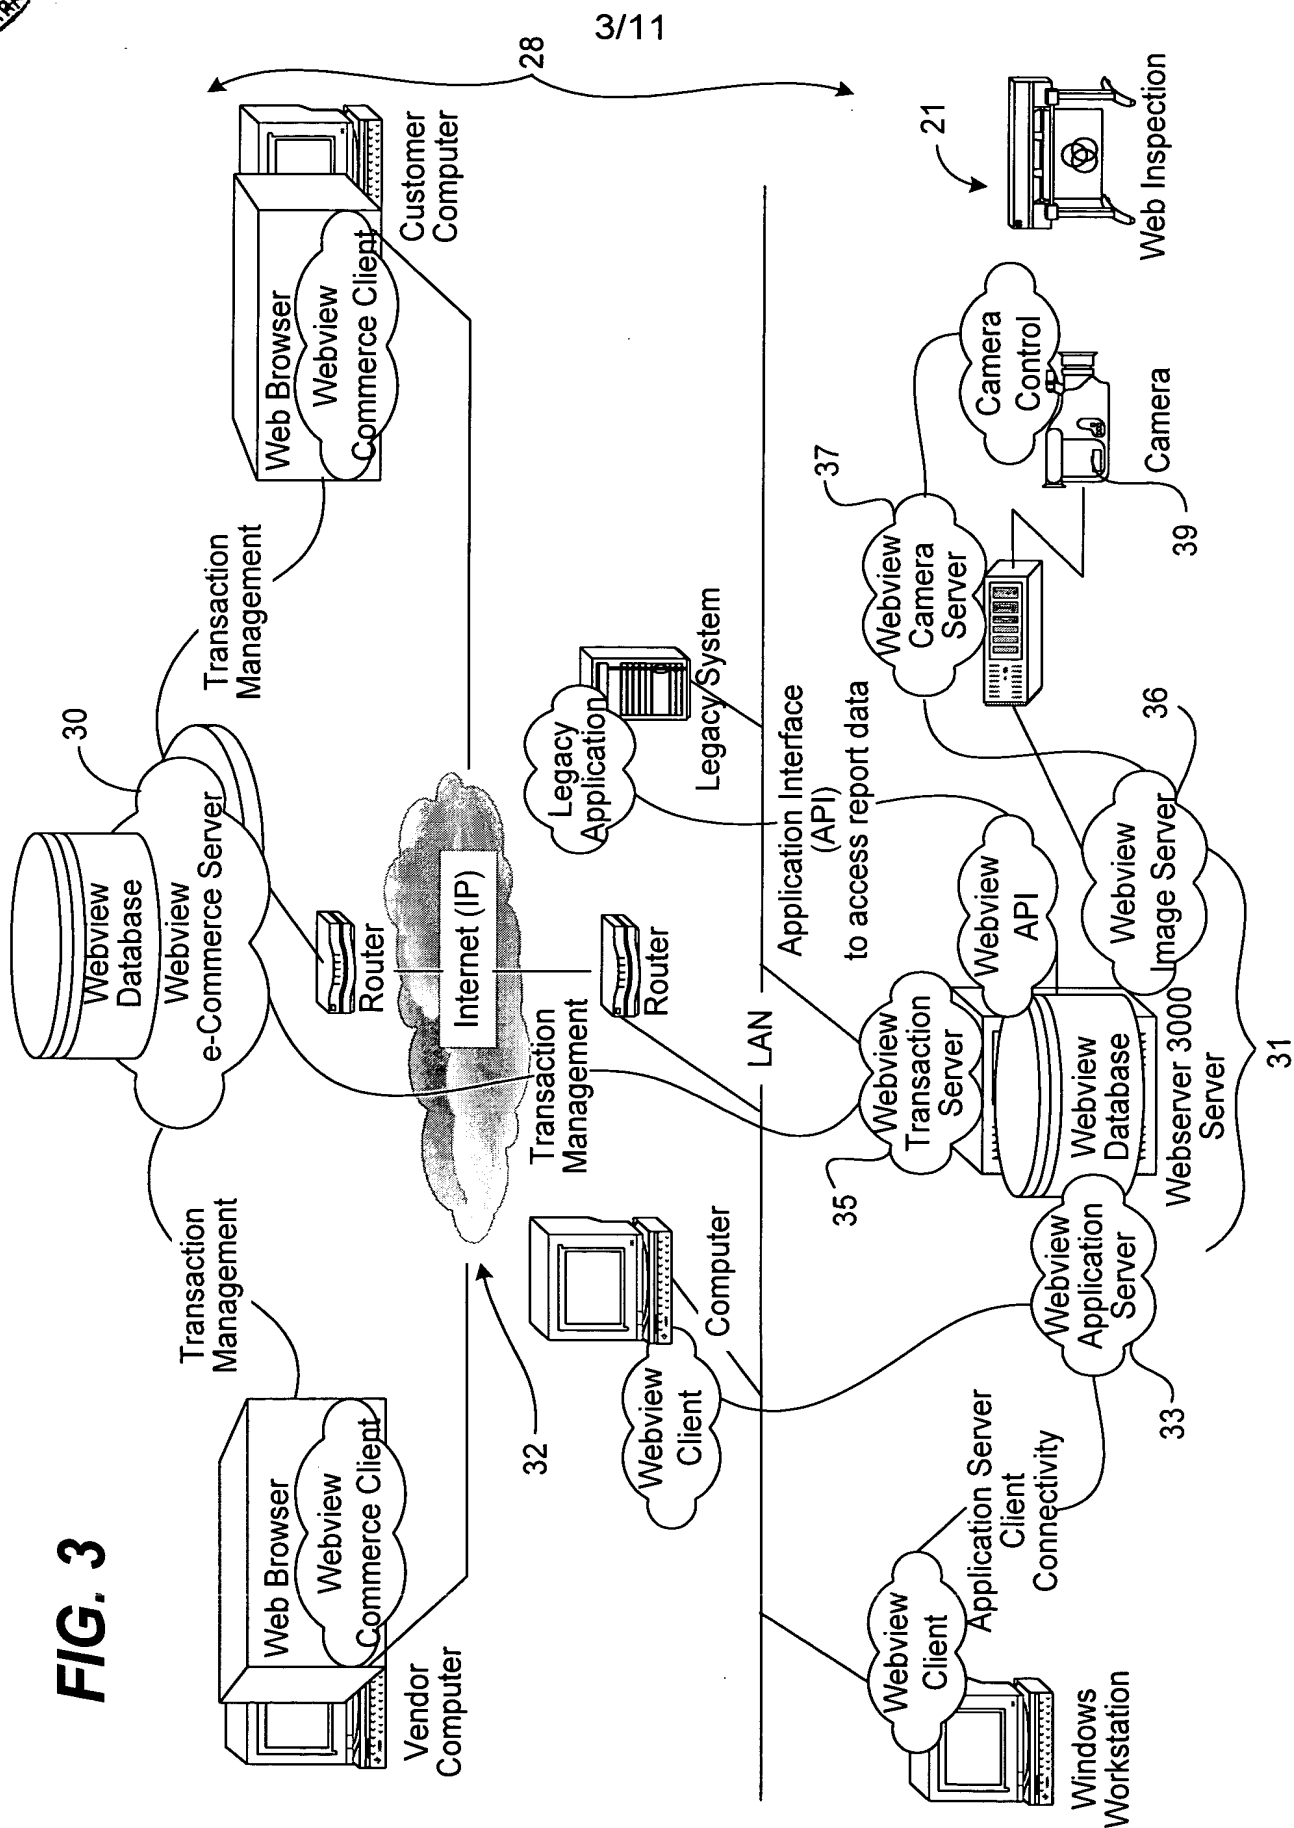 3/11
FIG. 3
28
30
Webview
Database
Webview
e-Commerce Server
Transaction
Management
Transaction
Management
Web Browser
Webview
Commerce Client
Vendor
Computer
Web Browser
Webview
Commerce Client
Customer
Computer
Router
Internet (IP)
32
Transaction
Management
Router
Webview
Client
Computer
Legacy
Application
Legacy System
LAN
Application Interface
(API)
to access report data
Webview
Client
Windows
Workstation
Application Server
Client
Connectivity
Webview
Application
Server
33
35
Webview
Transaction
Server
Webview
API
Webview
Database
Webserver 3000
Server
Webview
Image Server
36
31
37
Webview
Camera
Server
Camera
Control
Camera
39
21
Web Inspection